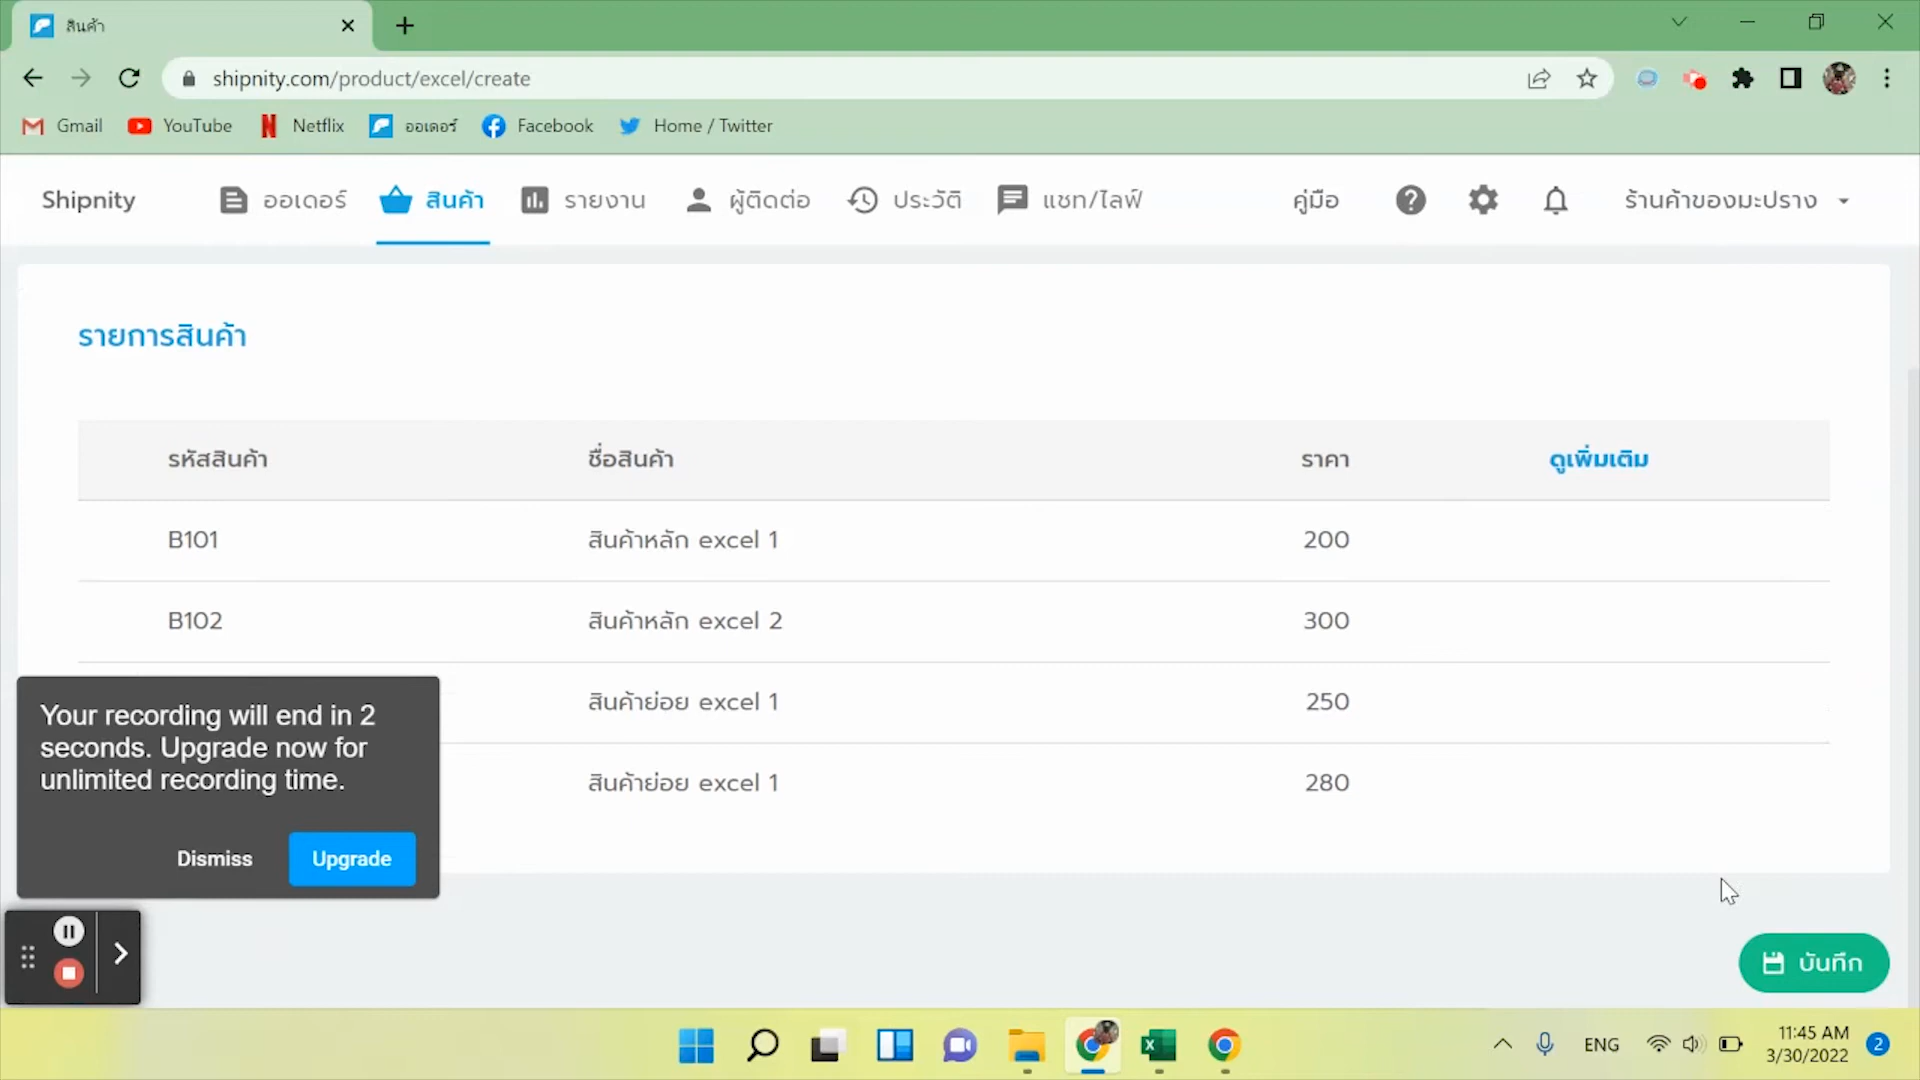 สินค้า
shipnity.com/product/excel/create
Gmail YouTube Netflix ออเดอร์ Facebook Home / Twitter
Shipnity ออเดอร์ สินค้า รายงาน ผู้ติดต่อ ประวัติ แชท/ไลฟ์ คู่มือ ร้านค้าของมะปราง
รายการสินค้า
รหัสสินค้า ชื่อสินค้า ราคา ดูเพิ่มเติม
B101 สินค้าหลัก excel 1 200
B102 สินค้าหลัก excel 2 300
สินค้าย่อย excel 1 250
สินค้าย่อย excel 1 280
Your recording will end in 2
seconds. Upgrade now for
unlimited recording time.
Dismiss Upgrade
บันทึก
ENG 11:45 AM
3/30/2022 2